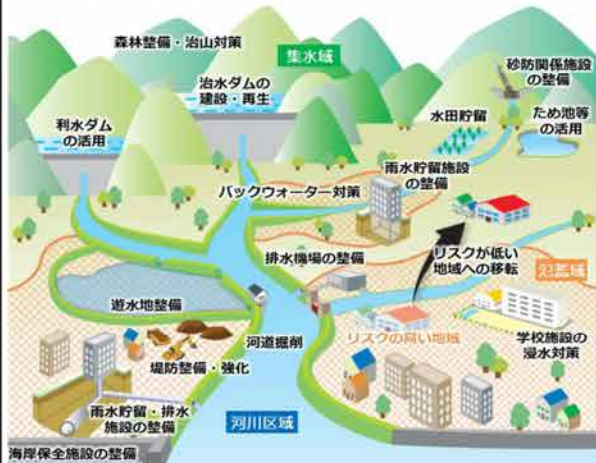 森林整備・治山対策
集水域
砂防関係施設
の整備
治水ダムの
建設・再生
利水ダム
の活用
水田貯留
ため池等
の活用
雨水貯留施設
の整備
バックウォーター対策
排水機場の整備
リスクが低い
地域への移転
氾濫域
遊水地整備
河道掘削
リスクの高い地域
学校施設の
浸水対策
堤防整備・強化
雨水貯留・排水
施設の整備
河川区域
海岸保全施設の整備